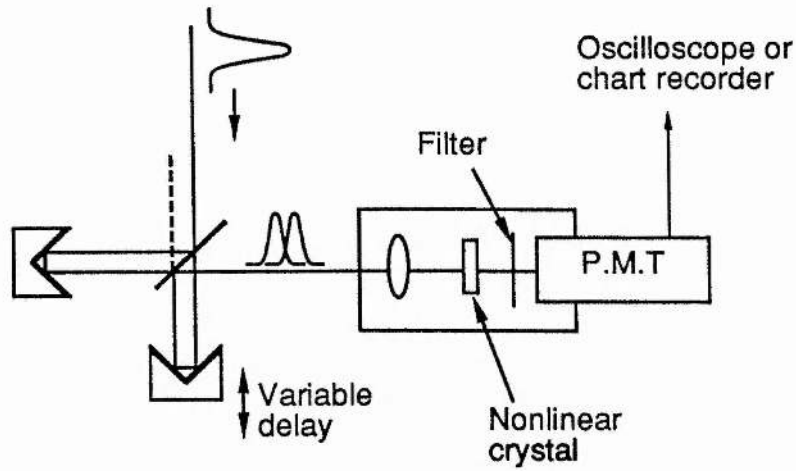 Oscilloscope or
chart recorder
Filter
P.M.T
Variable
delay
Nonlinear
crystal